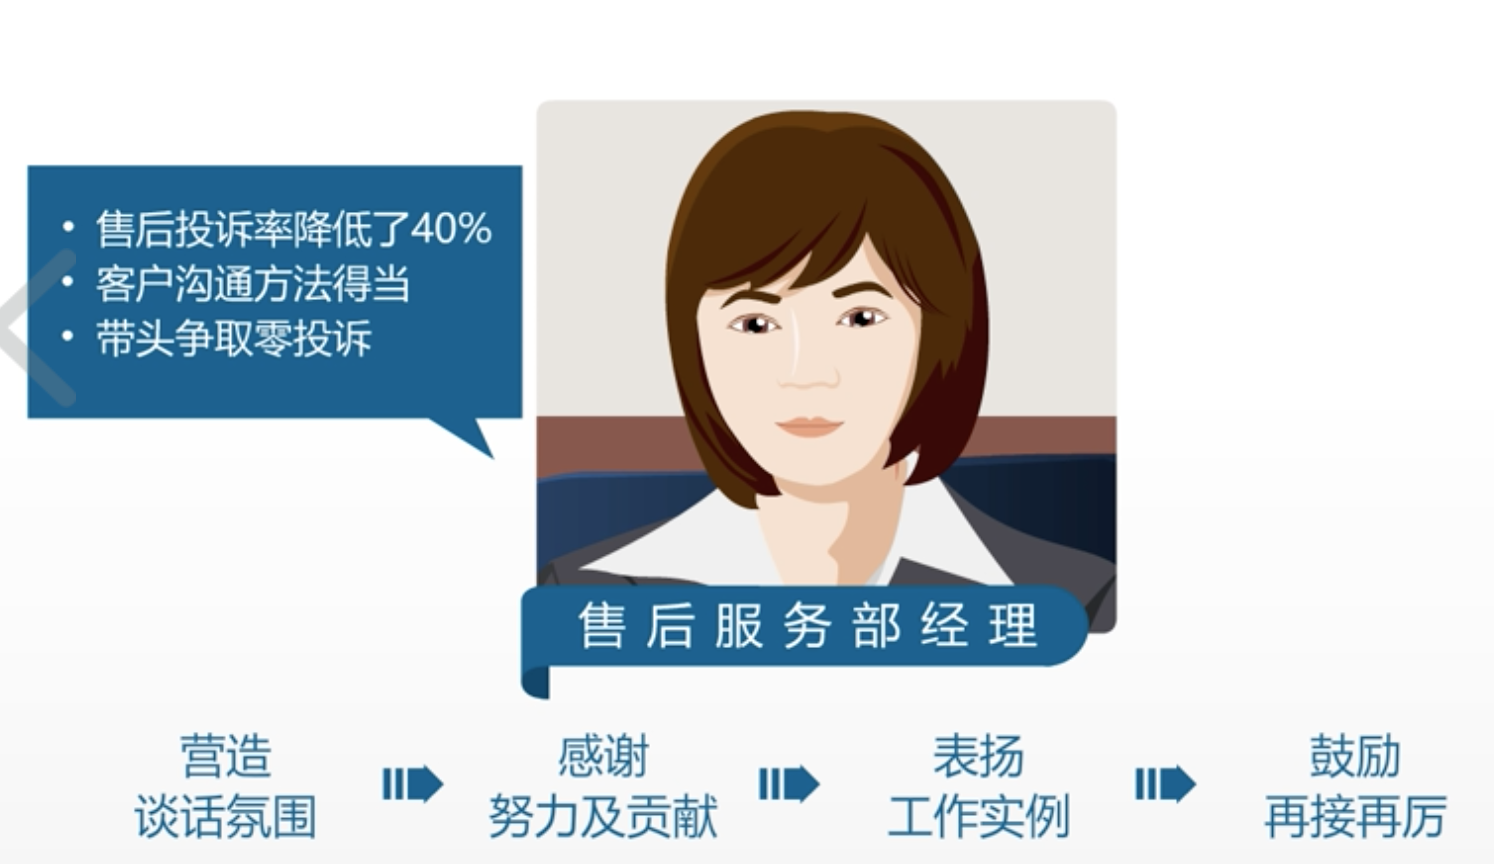 • 售后投诉率降低了40%
• 客户沟通方法得当
• 带头争取零投诉
售后服务部经理
营造
谈话氛围
感谢
努力及贡献
表扬
工作实例
鼓励
再接再厉